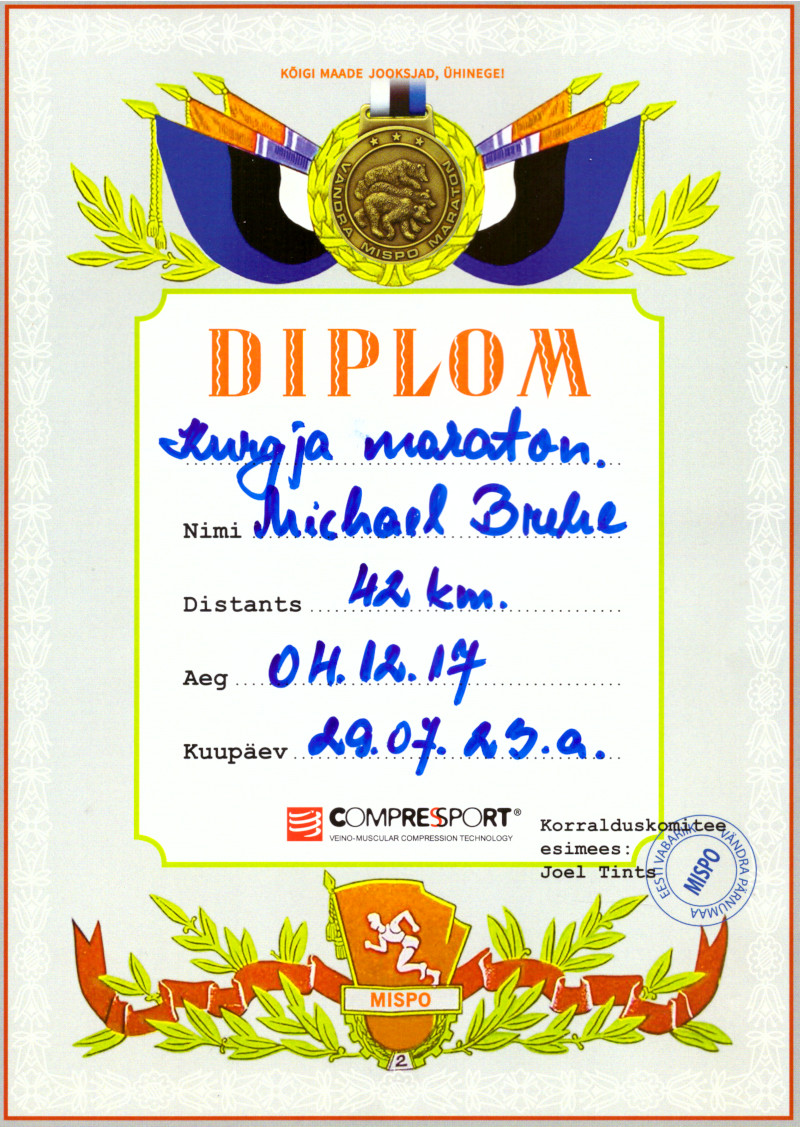 KÕIGI MAADE JOOKSJAD, ÜHINEGE!
VÄNDRA MISPO MARATON
DIPLOM
Kurgja maraton.
Nimi Michael Brehe
Distants 42 km.
Aeg 04.12.17
Kuupäev 29.07.23.a.
COMPRESSPORT®
VEINO-MUSCULAR COMPRESSION TECHNOLOGY
Korralduskomitee
esimees:
Joel Tints
EESTI VABARIIK VÄNDRA PÄRNUMAA
MISPO
MISPO
2